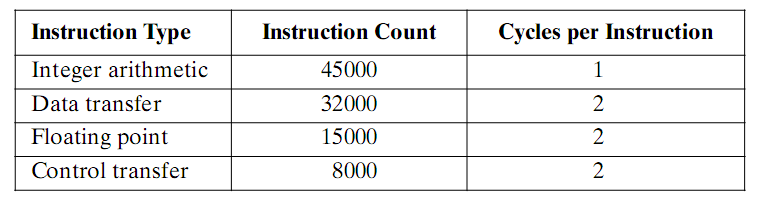 Instruction Type Instruction Count Cycles per Instruction
Integer arithmetic 45000 1
Data transfer 32000 2
Floating point 15000 2
Control transfer 8000 2